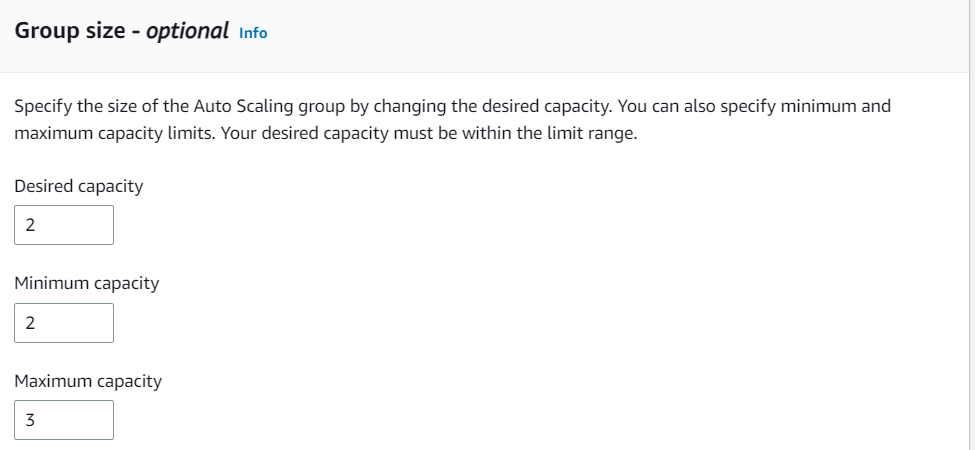 Group size - optional Info
Specify the size of the Auto Scaling group by changing the desired capacity. You can also specify minimum and
maximum capacity limits. Your desired capacity must be within the limit range.
Desired capacity
2
Minimum capacity
2
Maximum capacity
3